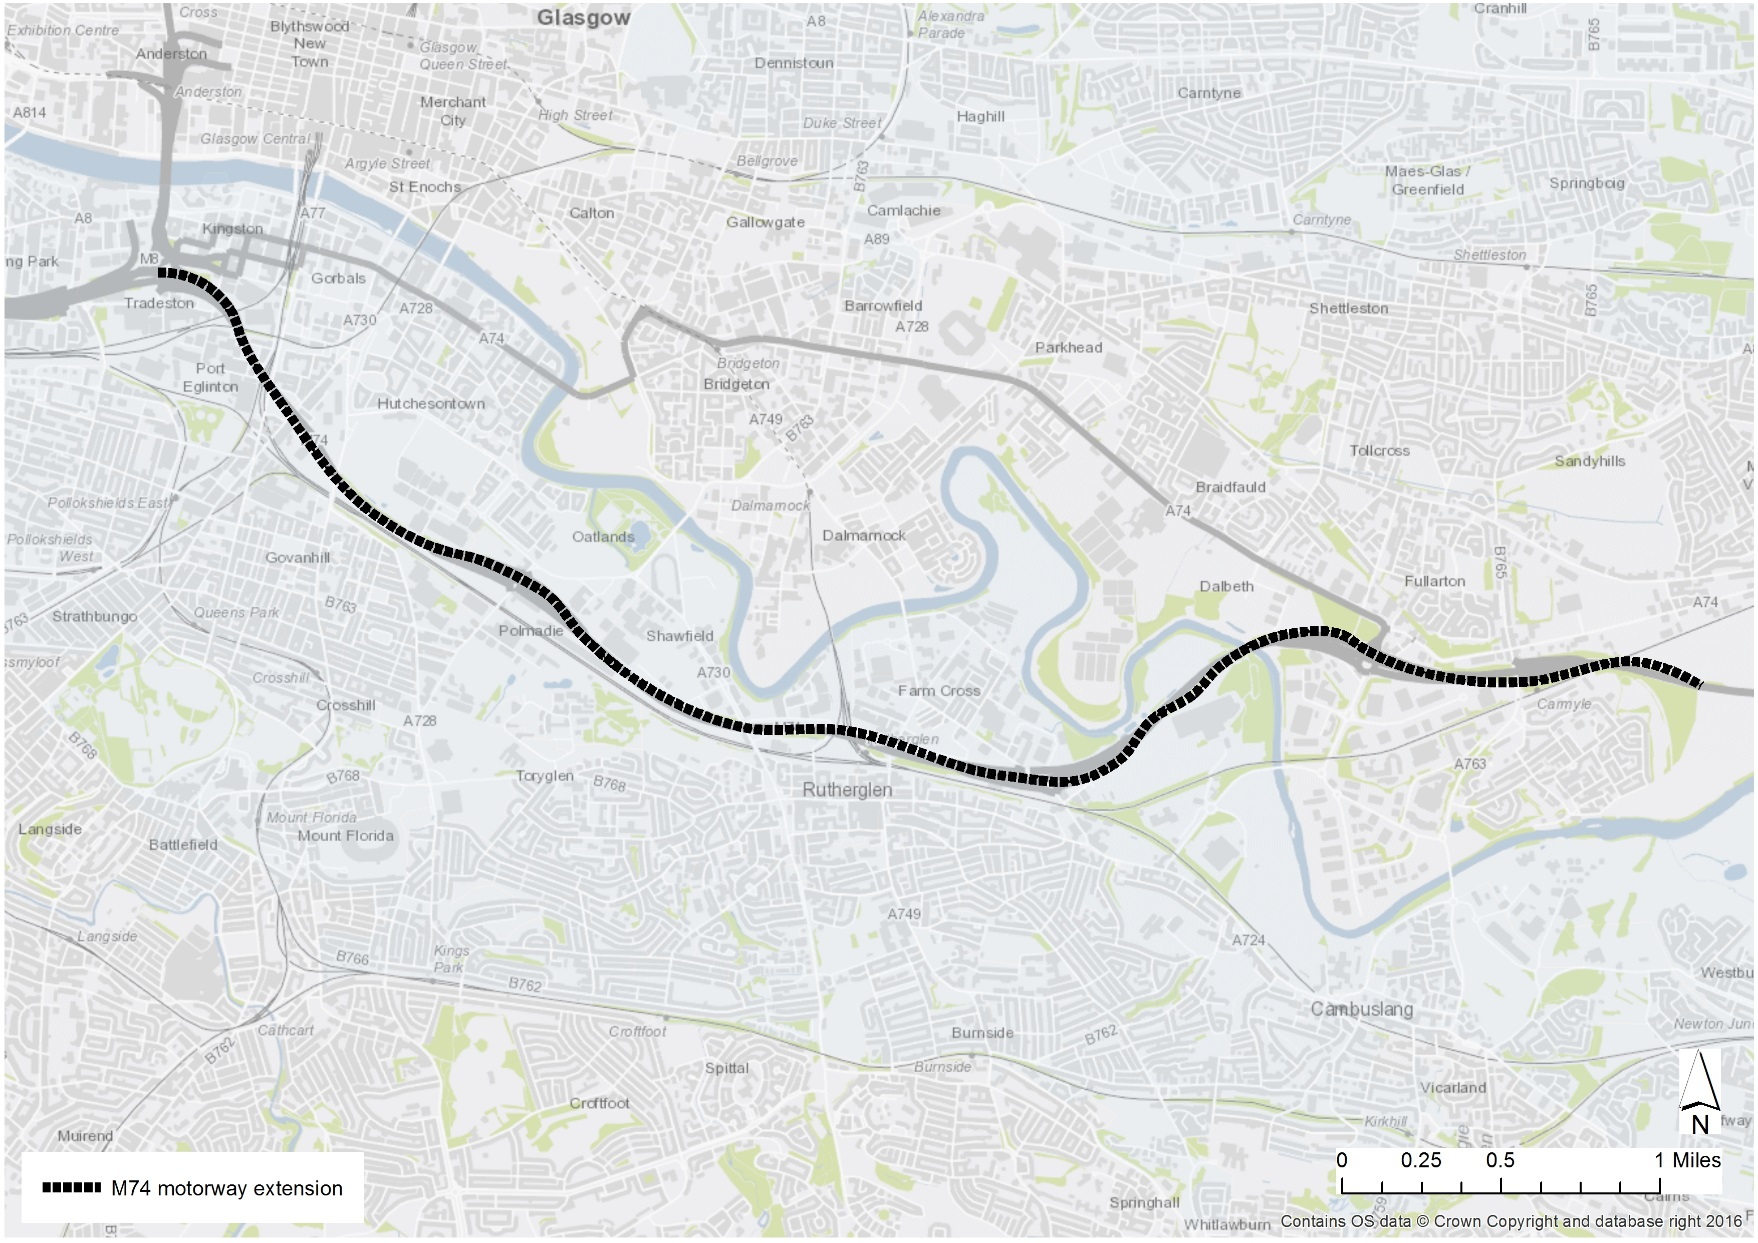 Cross
Glasgow
A8
Alexandra
Parade
Cranhill
B765
Exhibition Centre
Blythswood
New
Town
Anderston
Glasgow
Queen Street
Dennistoun
Anderston
Merchant
City
Carntyne
A814
High Street
Haghill
Duke Street
Glasgow Central
Argyle Street
Bellgrove
B763
Maes-Glas /
Greenfield
Springboig
St Enochs
A8
A77
Calton
Gallowgate
Camlachie
Carntyne
Kingston
A89
Shettleston
ng Park
M8
Gorbals
Tradeston
A728
Barrowfield
Shettleston
B765
A730
A74
A728
Parkhead
Port
Eglinton
Bridgeton
Bridgeton
Hutchesontown
A749
B763
Tollcross
Sandyhills
Pollokshields East
Dalmarnock
Braidfauld
A74
Pollokshields
West
Oatlands
Dalmarnock
Govanhill
B765
Dalbeth
Fullarton
A74
Strathbungo
Queens Park
B763
B763
Polmadie
Shawfield
ssmyloof
Crosshill
A730
Farm Cross
Crosshill
A728
Carmyle
B768
B768
Toryglen
B768
Rutherglen
A763
Mount Florida
Langside
Battlefield
Mount Florida
A749
Langside
Kings
Park
B766
B762
A724
Westbu
Cambuslang
Cathcart
Croftfoot
Burnside
B762
Newton Jun
B762
Spittal
Burnside
Vicarland
Croftfoot
Kirkhill
N
Muirend
0 0.25 0.5 1 Miles
M74 motorway extension
Springhall
Cairns
Whitlawburn
Contains OS data © Crown Copyright and database right 2016